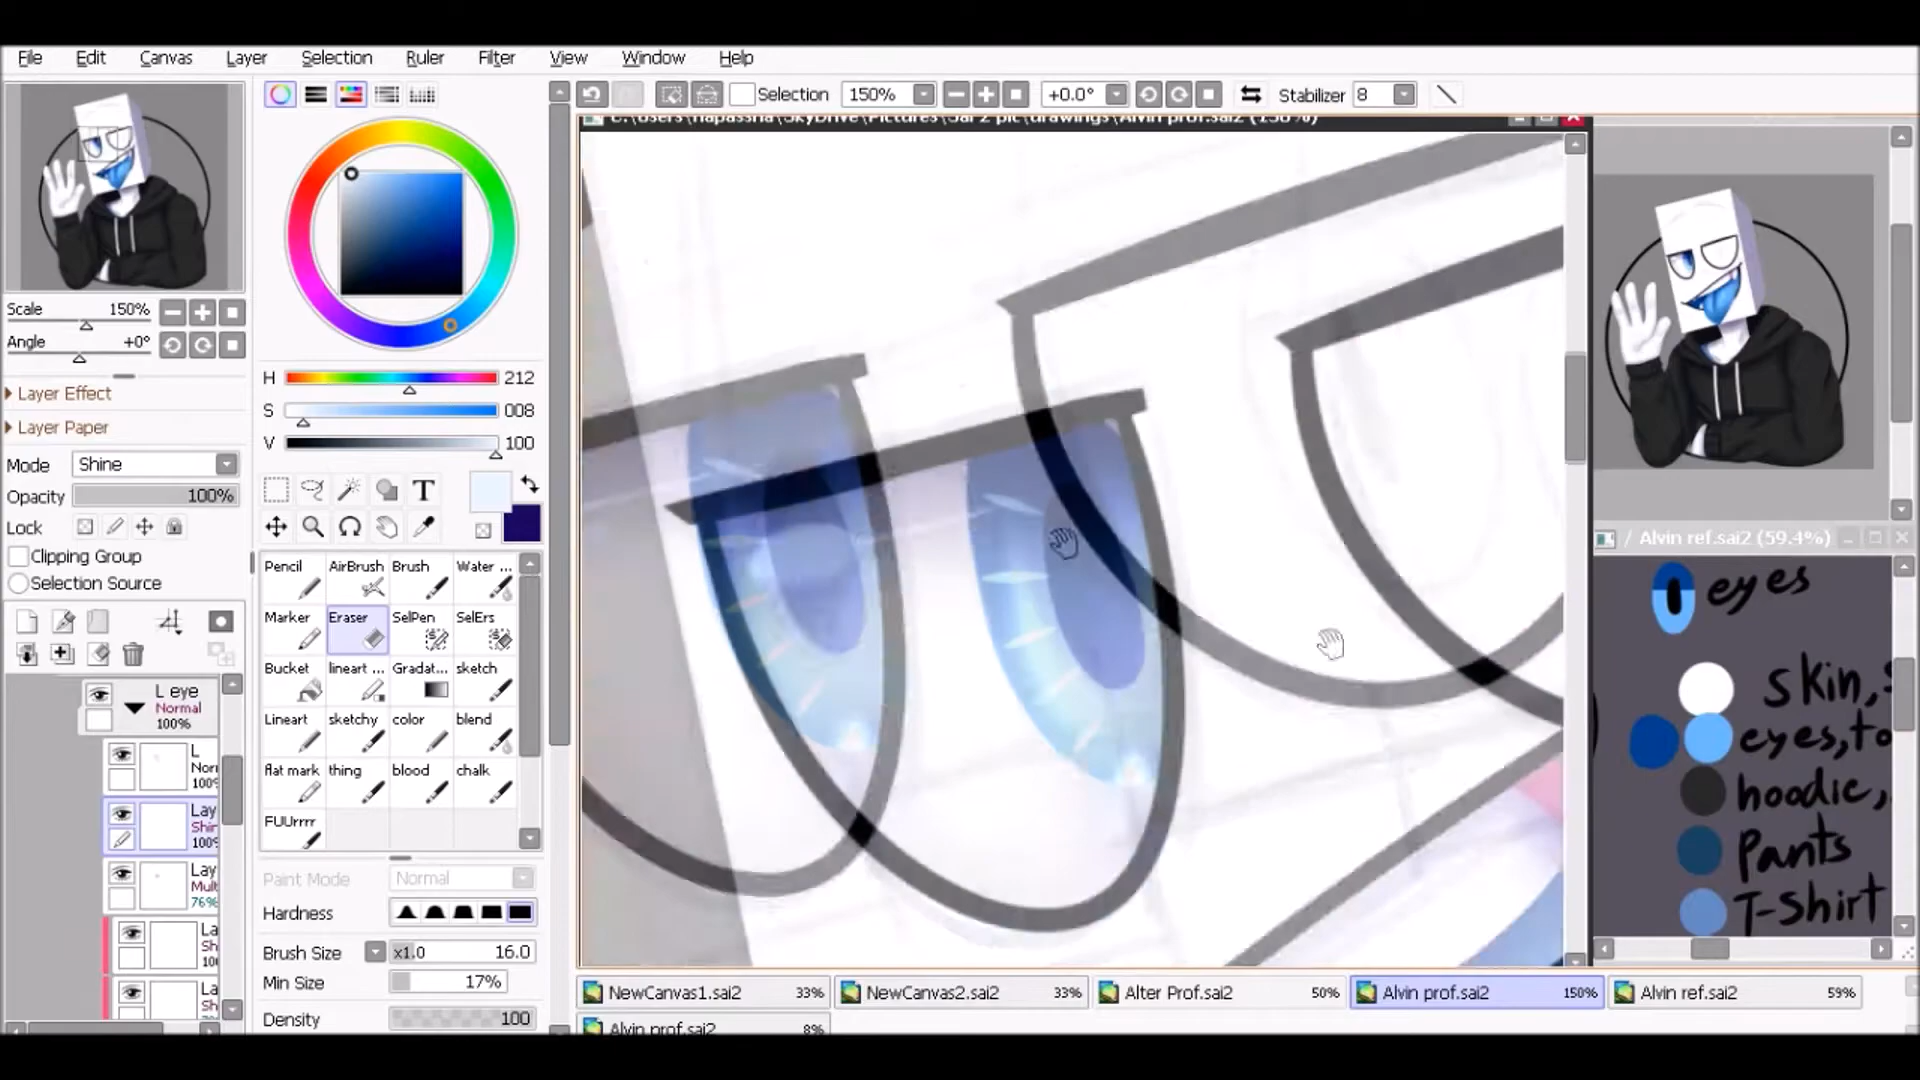 File Edit Canvas Layer Selection Ruler Filter View Window Help
Selection 150% +0.0° Stabilizer 8
Scale 150%
Angle +0°
Layer Effect
Layer Paper
Mode Shine
Opacity 100%
Lock
Clipping Group
Selection Source
L eye
Normal
100%
L
Nor
100%
Lay
Shi
100%
Lay
Mult
76%
La
Sh
10
La
Sh
H 212
S 008
V 100
T
Pencil AirBrush Brush Water ...
Marker Eraser SelPen SelErs
Bucket lineart ... Gradat... sketch
Lineart sketchy color blend
flat mark thing blood chalk
FUUrrrr
Paint Mode Normal
Hardness
Brush Size x1.0 16.0
Min Size 17%
Density 100
NewCanvas1.sai2 33% NewCanvas2.sai2 33% Alter Prof.sai2 50% Alvin prof.sai2 150% Alvin ref.sai2 59%
Alvin prof.sai2 8%
/ Alvin ref.sai2 (59.4%)
eyes
skin,
eyes, to
hoodie,
Pants
T-Shirt